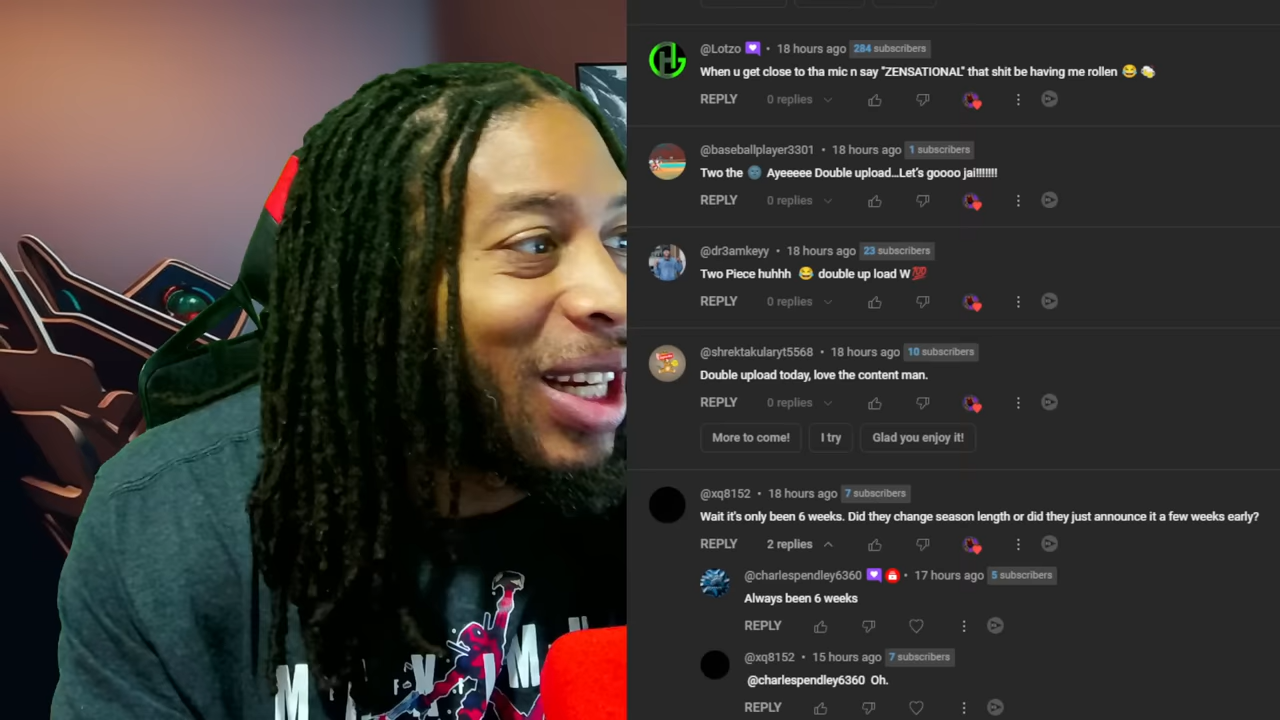 @Lotzo • 18 hours ago 284 subscribers
When u get close to tha mic n say "ZENSATIONAL" that shit be having me rollen 😂
REPLY 0 replies
@baseballplayer3301 • 18 hours ago 1 subscribers
Two the 🌚 Ayeeeee Double upload...Let's goooo jai!!!!!!!
REPLY 0 replies
@dr3amkeyy • 18 hours ago 23 subscribers
Two Piece huhhh 😂 double up load W💯
REPLY 0 replies
@shrektakularyt5568 • 18 hours ago 10 subscribers
Double upload today, love the content man.
REPLY 0 replies
More to come! I try Glad you enjoy it!
@xq8152 • 18 hours ago 7 subscribers
Wait it's only been 6 weeks. Did they change season length or did they just announce it a few weeks early?
REPLY 2 replies
@charlespendley6360 • 17 hours ago 5 subscribers
Always been 6 weeks
REPLY
@xq8152 • 15 hours ago 7 subscribers
@charlespendley6360 Oh.
REPLY